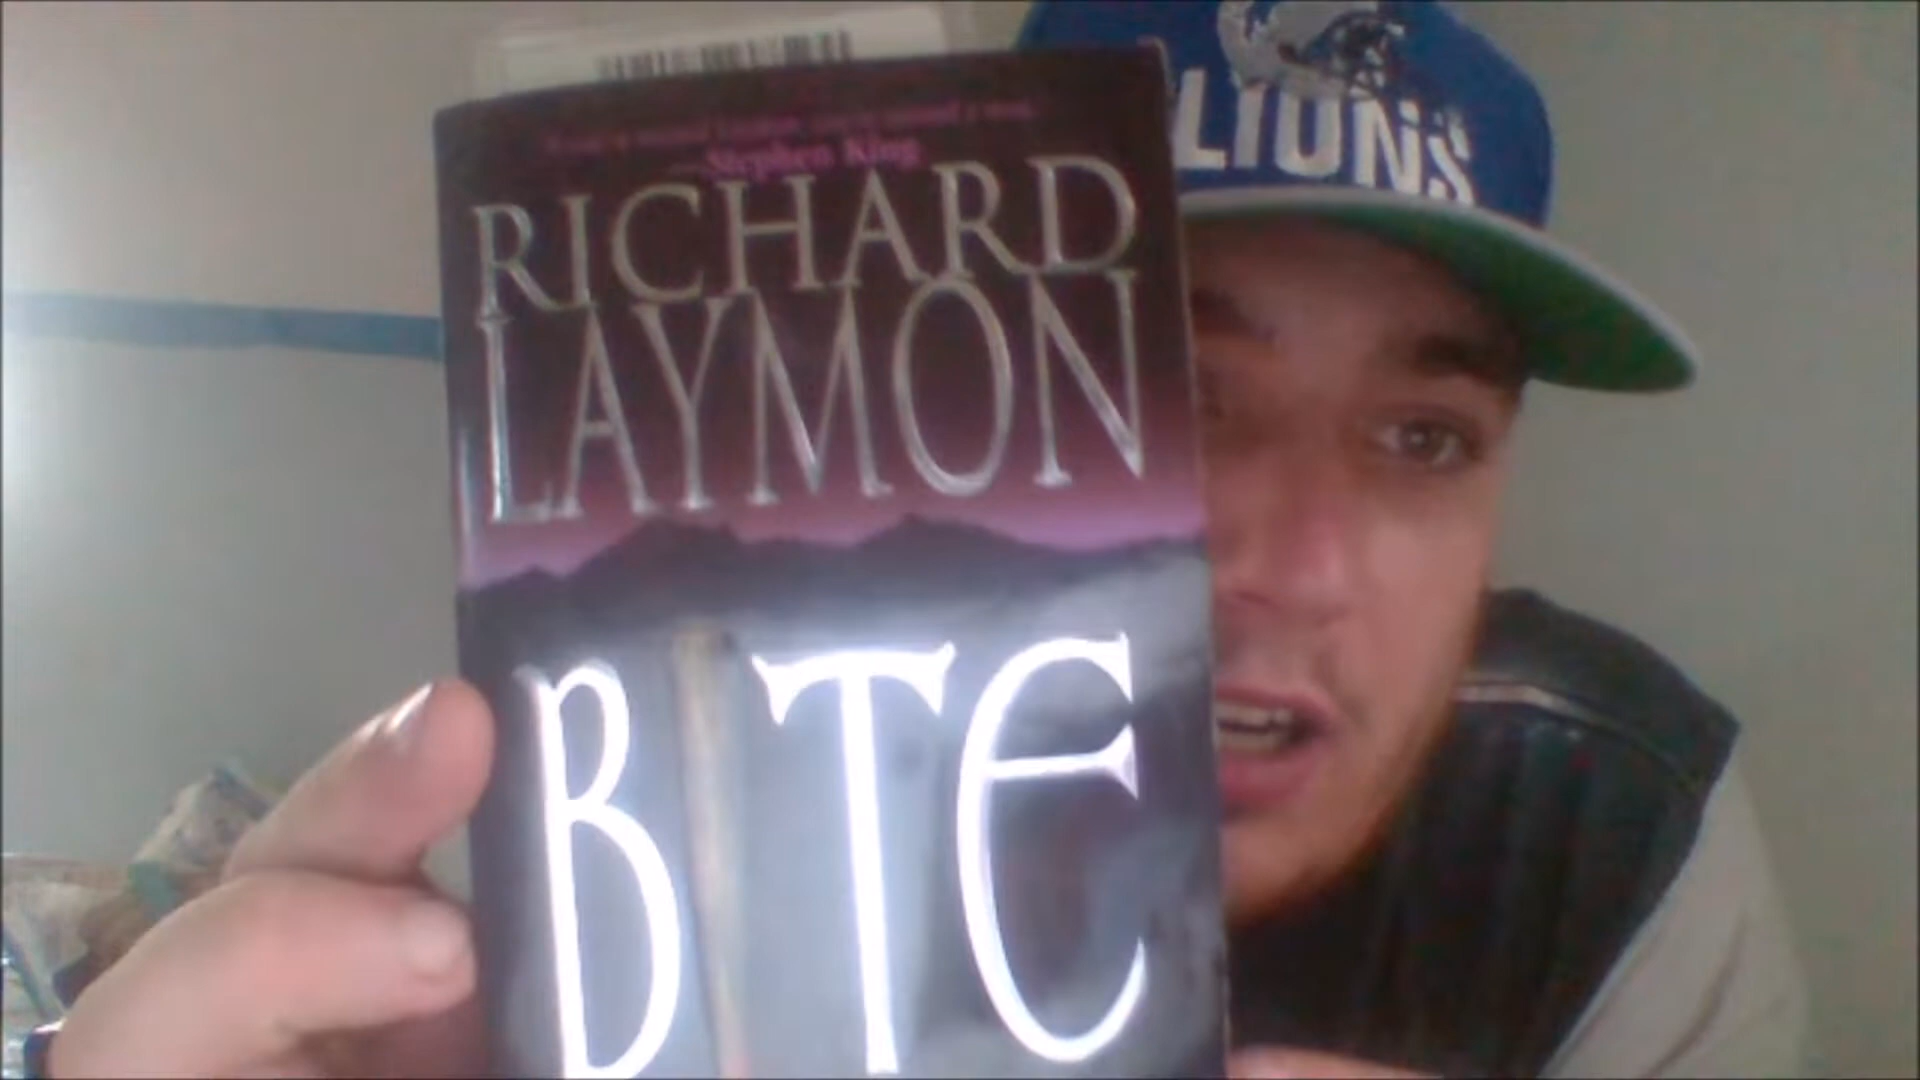 —Stephen King
RICHARD
LAYMON
BITE
LIONS